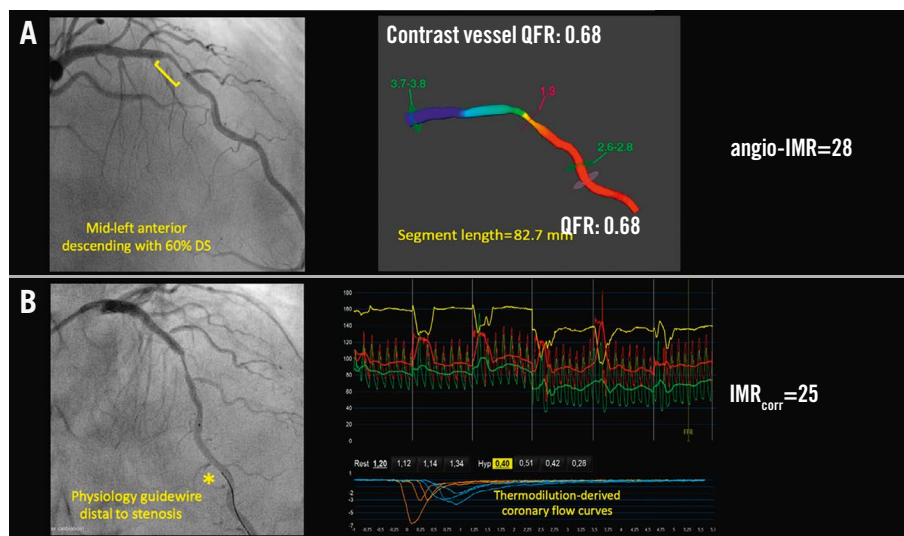 A
Mid-left anterior
descending with 60% DS
Contrast vessel QFR: 0.68
3.7-3.8
1.3
2.6-2.8
QFR: 0.68
Segment length=82.7 mm
angio-IMR=28
B
Physiology guidewire
distal to stenosis
*
180
160
140
120
100
80
60
40
20
0
FFR
Rest 1,20 1,12 1,14 1,34 Hyp 0,40 0,51 0,42 0,28
Thermodilution-derived
coronary flow curves
IMRcorr=25